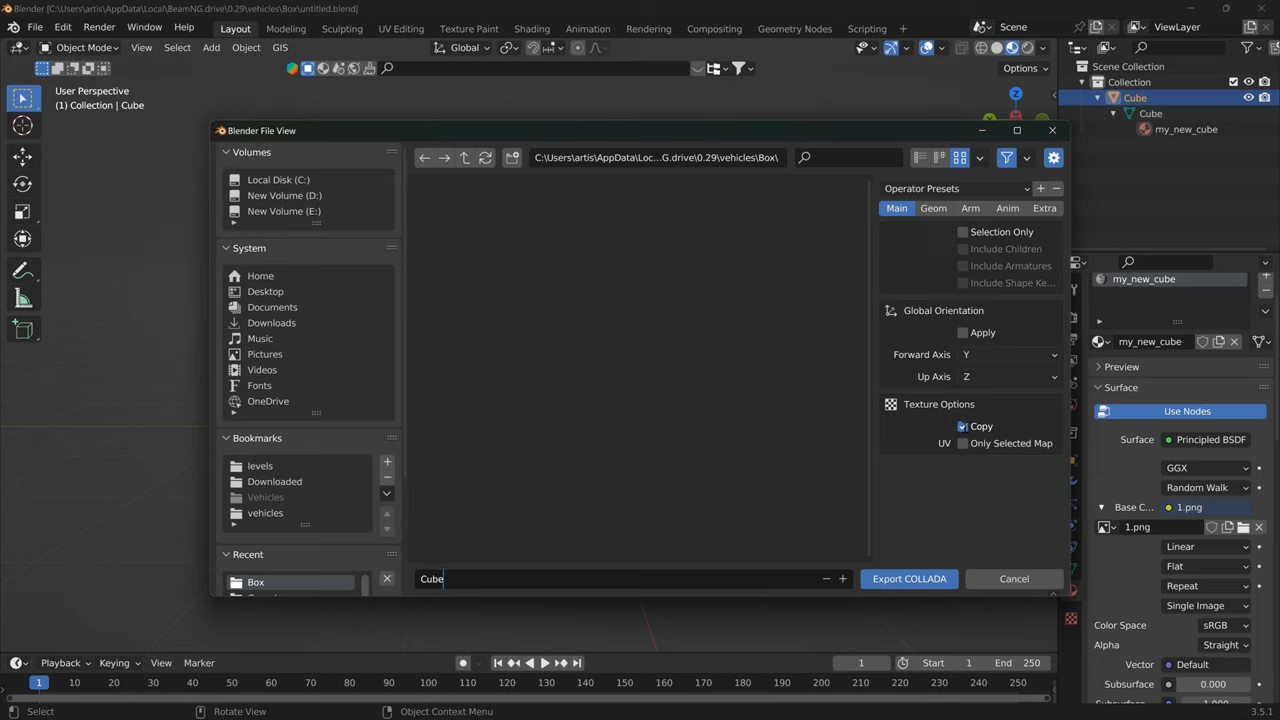 Blender [C:\Users\artis\AppData\Local\BeamNG.drive\0.29\vehicles\Box\untitled.blend]
File Edit Render Window Help Layout Modeling Sculpting UV Editing Texture Paint Shading Animation Rendering Compositing Geometry Nodes Scripting Scene ViewLayer
Object Mode View Select Add Object GIS Global
Options
User Perspective
(1) Collection | Cube
Z
Scene Collection
Collection
Cube
Cube
my_new_cube
Blender File View
Volumes
Local Disk (C:)
New Volume (D:)
New Volume (E:)
System
Home
Desktop
Documents
Downloads
Music
Pictures
Videos
Fonts
OneDrive
Bookmarks
levels
Downloaded
Vehicles
vehicles
Recent
Box
C:\Users\artis\AppData\Loc...G.drive\0.29\vehicles\Box\
Operator Presets
Main Geom Arm Anim Extra
Selection Only
Include Children
Include Armatures
Include Shape Ke...
Global Orientation
Apply
Forward Axis Y
Up Axis Z
Texture Options
Copy
UV Only Selected Map
Cube
Export COLLADA Cancel
my_new_cube
my_new_cube
Preview
Surface
Use Nodes
Surface Principled BSDF
GGX
Random Walk
Base C... 1.png
1.png
Linear
Flat
Repeat
Single Image
Color Space sRGB
Alpha Straight
Vector Default
Subsurface 0.000
Playback Keying View Marker 1 Start 1 End 250
1 10 20 30 40 50 60 70 80 90 100 110 120 130 140 150 160 170 180 190 200 210 220 230 240 250
Select Rotate View Object Context Menu 3.5.1